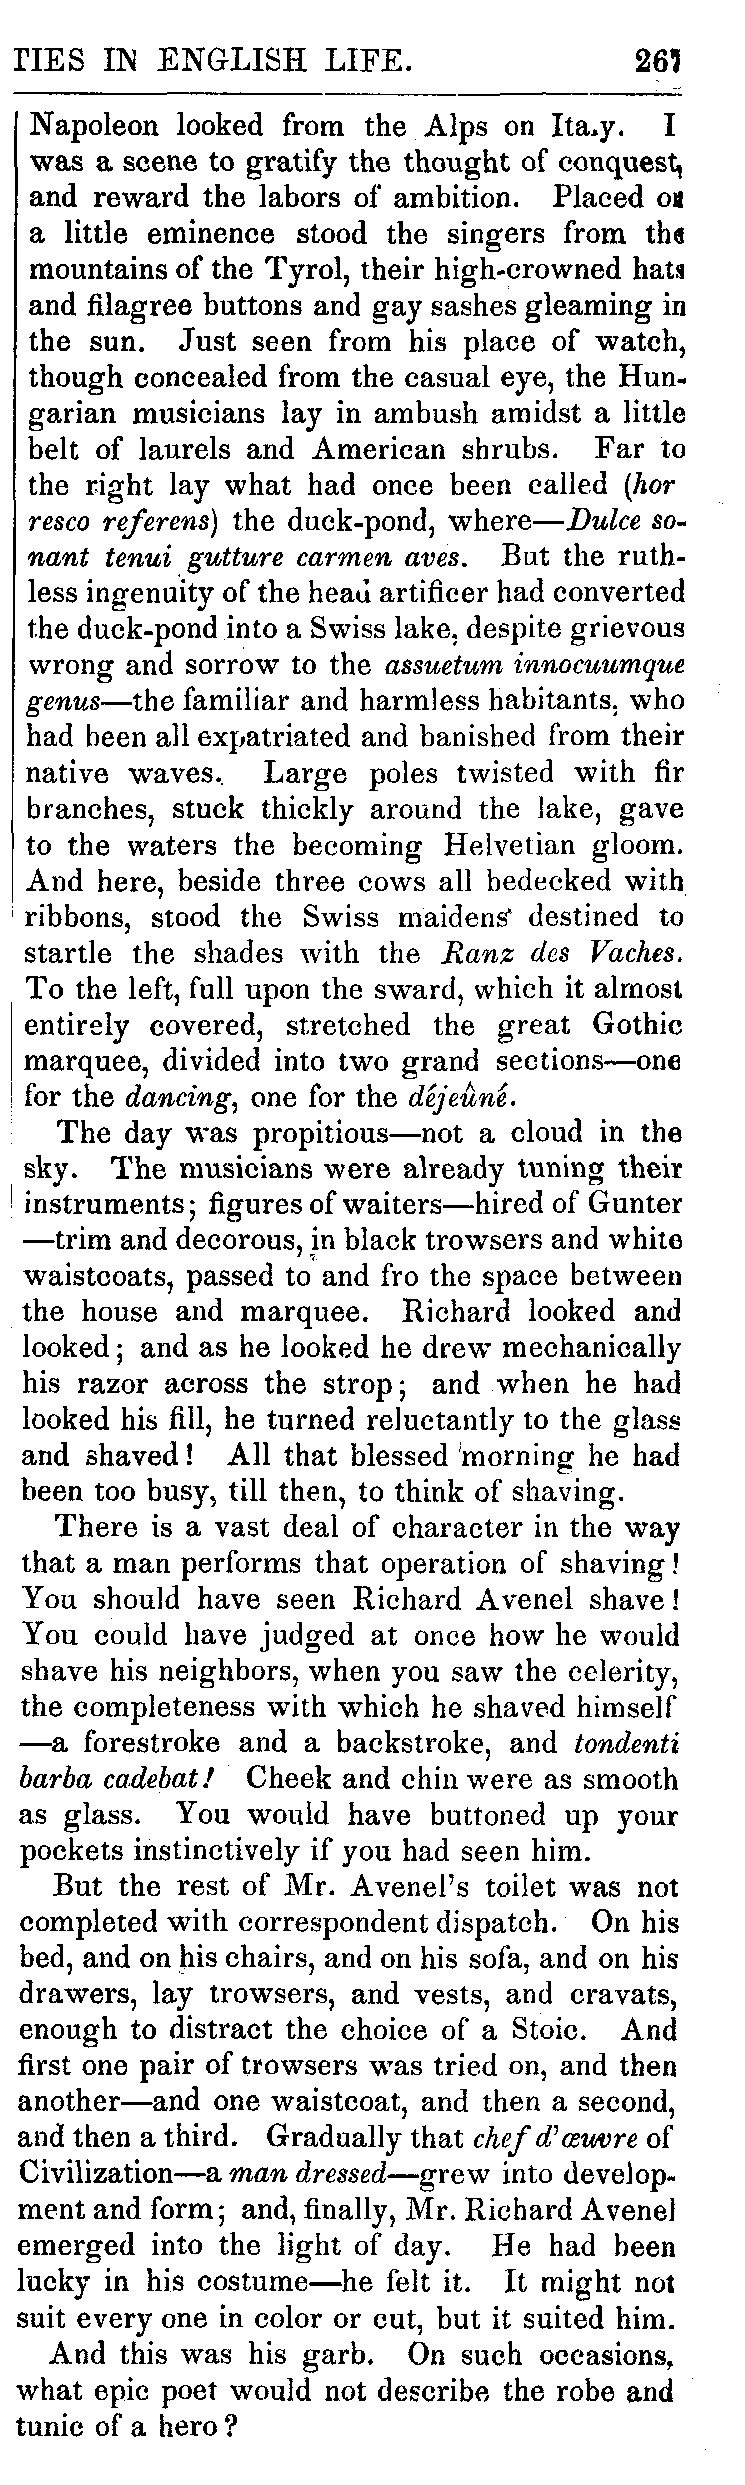 TIES IN ENGLISH LIFE. 267
Napoleon looked from the Alps on Ita.y. I
was a scene to gratify the thought of conquest,
and reward the labors of ambition. Placed on
a little eminence stood the singers from the
mountains of the Tyrol, their high-crowned hats
and filagree buttons and gay sashes gleaming in
the sun. Just seen from his place of watch,
though concealed from the casual eye, the Hun-
garian musicians lay in ambush amidst a little
belt of laurels and American shrubs. Far to
the right lay what had once been called (hor
resco referens) the duck-pond, where—Dulce so-
nant tenui gutture carmen aves. But the ruth-
less ingenuity of the head artificer had converted
the duck-pond into a Swiss lake, despite grievous
wrong and sorrow to the assuetum innocuumque
genus—the familiar and harmless habitants, who
had been all expatriated and banished from their
native waves. Large poles twisted with fir
branches, stuck thickly around the lake, gave
to the waters the becoming Helvetian gloom.
And here, beside three cows all bedecked with
ribbons, stood the Swiss maidens destined to
startle the shades with the Ranz des Vaches.
To the left, full upon the sward, which it almost
entirely covered, stretched the great Gothic
marquee, divided into two grand sections—one
for the dancing, one for the déjeûné.
The day was propitious—not a cloud in the
sky. The musicians were already tuning their
instruments; figures of waiters—hired of Gunter
—trim and decorous, in black trowsers and white
waistcoats, passed to and fro the space between
the house and marquee. Richard looked and
looked; and as he looked he drew mechanically
his razor across the strop; and when he had
looked his fill, he turned reluctantly to the glass
and shaved! All that blessed morning he had
been too busy, till then, to think of shaving.
There is a vast deal of character in the way
that a man performs that operation of shaving!
You should have seen Richard Avenel shave!
You could have judged at once how he would
shave his neighbors, when you saw the celerity,
the completeness with which he shaved himself
—a forestroke and a backstroke, and tondenti
barba cadebat! Cheek and chin were as smooth
as glass. You would have buttoned up your
pockets instinctively if you had seen him.
But the rest of Mr. Avenel's toilet was not
completed with correspondent dispatch. On his
bed, and on his chairs, and on his sofa, and on his
drawers, lay trowsers, and vests, and cravats,
enough to distract the choice of a Stoic. And
first one pair of trowsers was tried on, and then
another—and one waistcoat, and then a second,
and then a third. Gradually that chef d'œuvre of
Civilization—a man dressed—grew into develop-
ment and form; and, finally, Mr. Richard Avenel
emerged into the light of day. He had been
lucky in his costume—he felt it. It might not
suit every one in color or cut, but it suited him.
And this was his garb. On such occasions,
what epic poet would not describe the robe and
tunic of a hero?